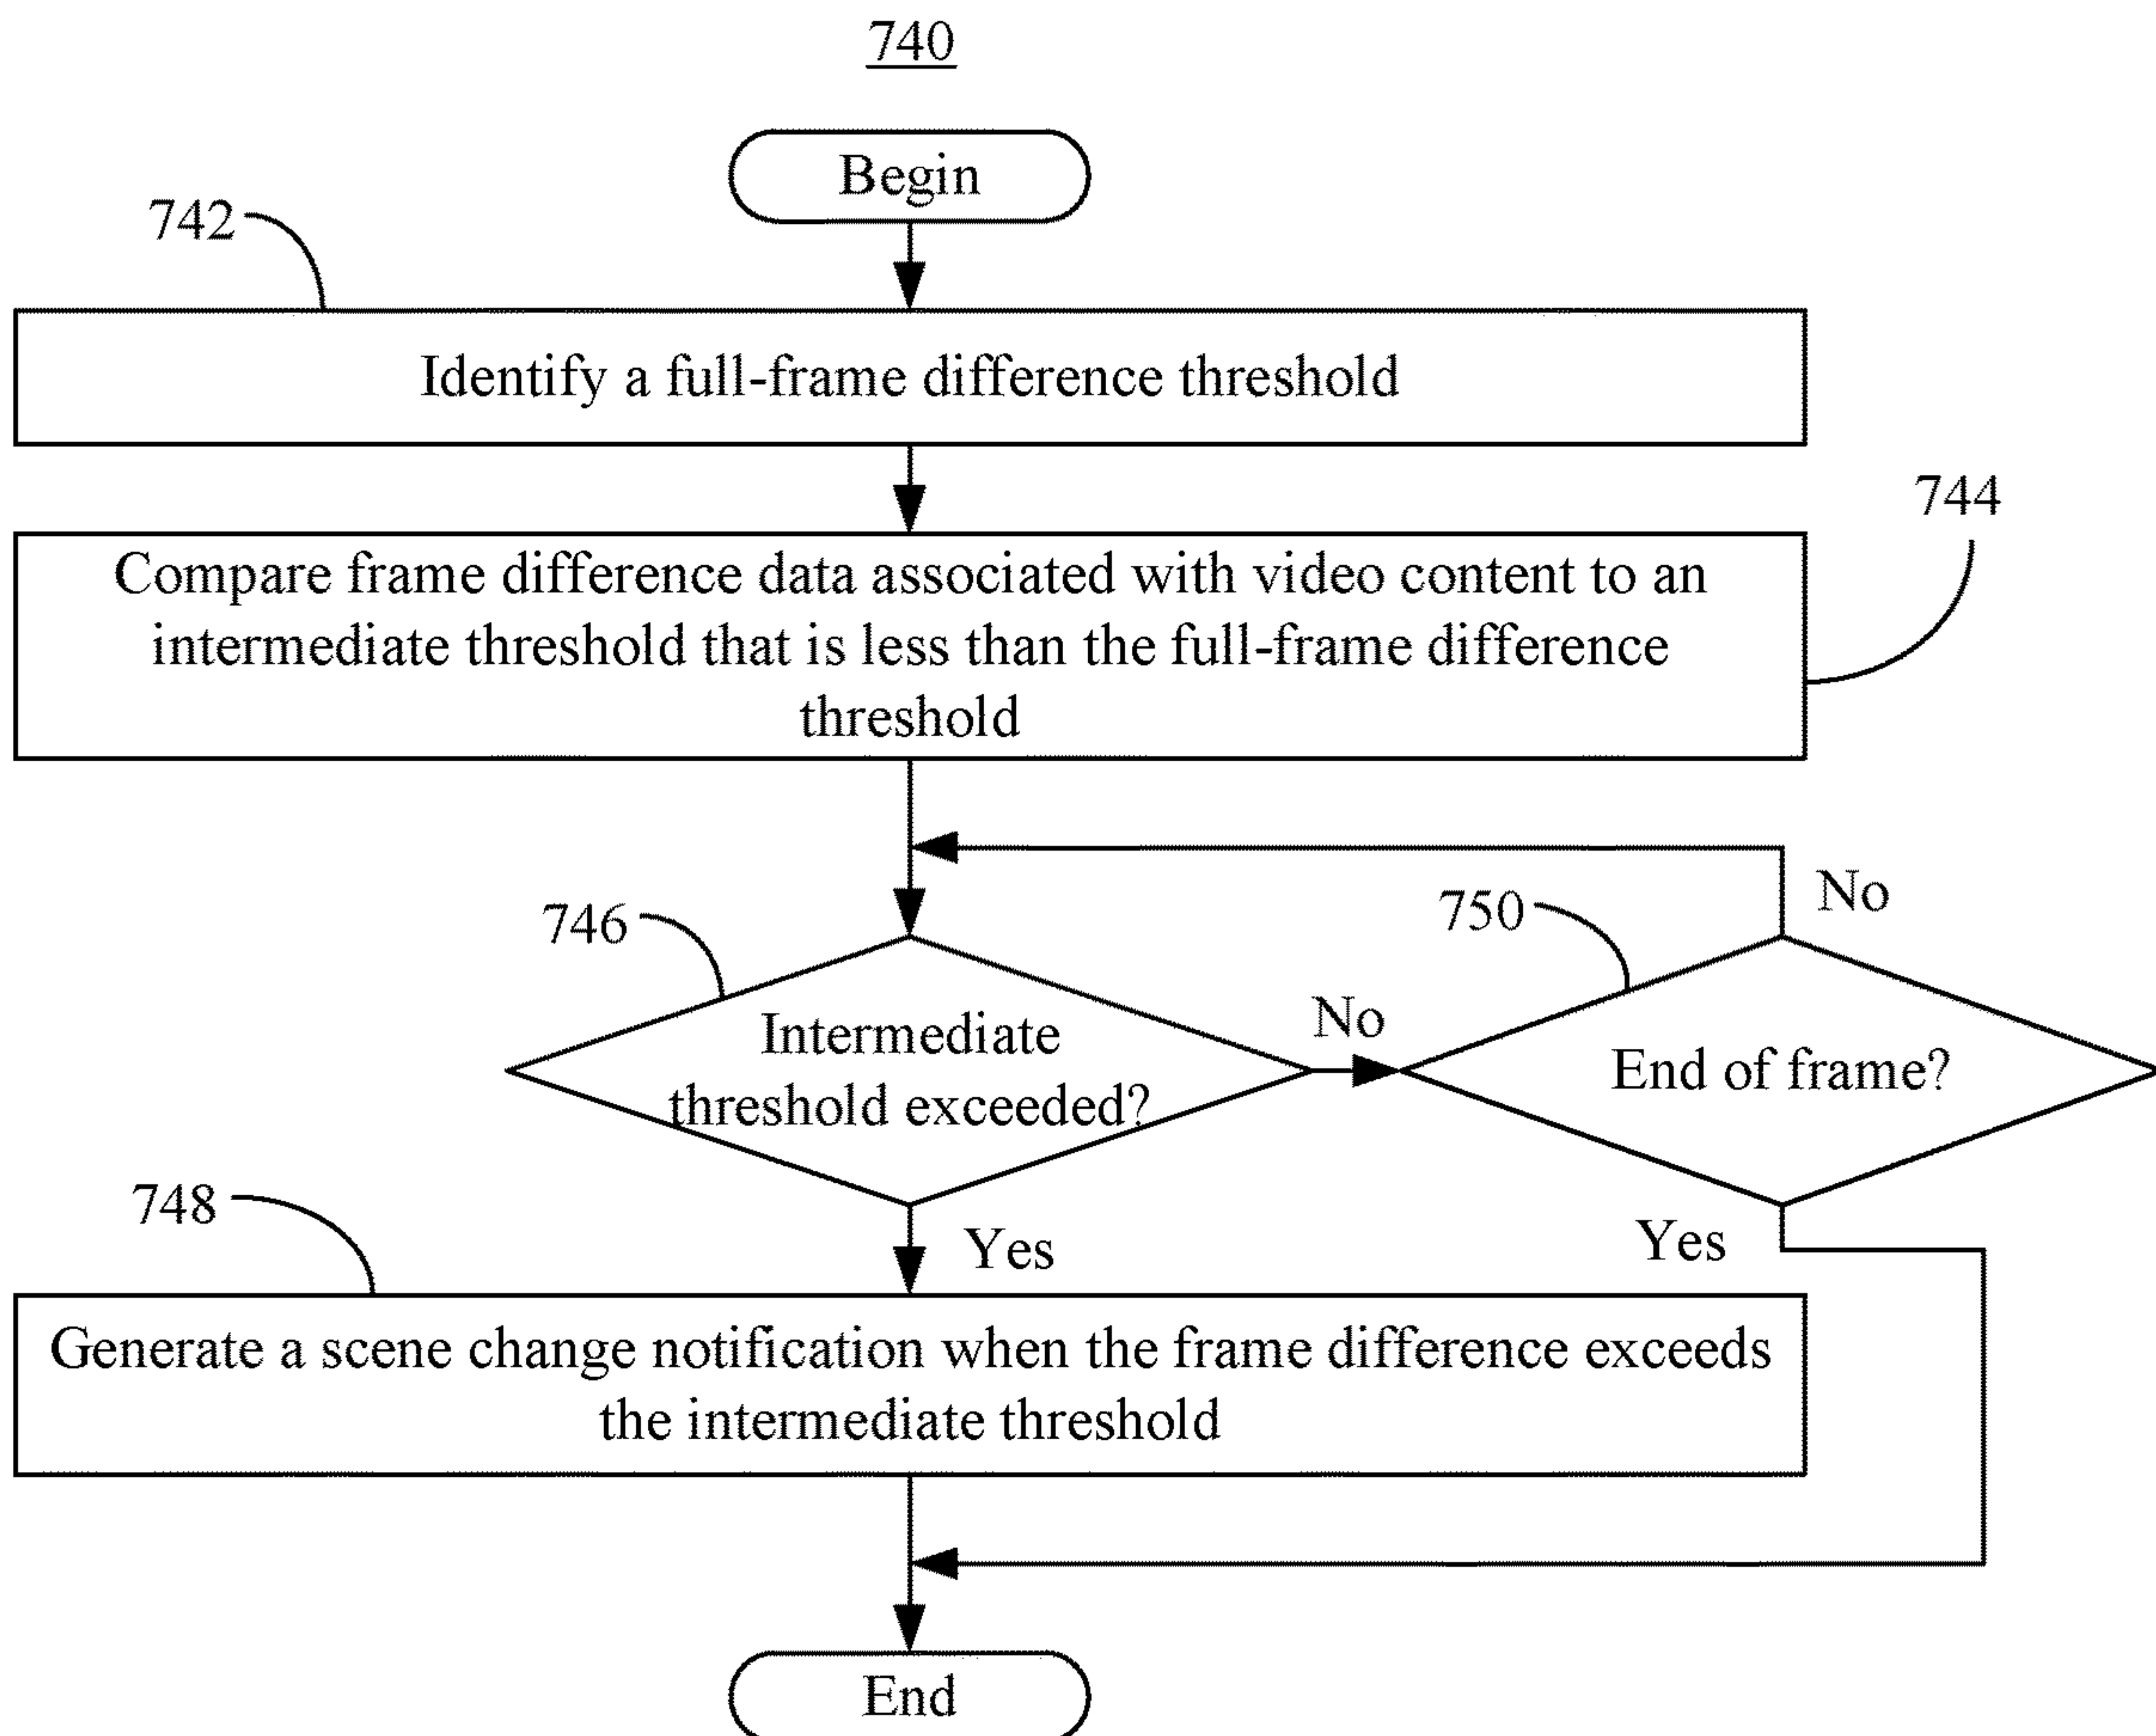 740
Begin
742
Identify a full-frame difference threshold
744
Compare frame difference data associated with video content to an
intermediate threshold that is less than the full-frame difference
threshold
746
Intermediate
threshold exceeded?
No
750
End of frame?
No
Yes
Yes
748
Generate a scene change notification when the frame difference exceeds
the intermediate threshold
End